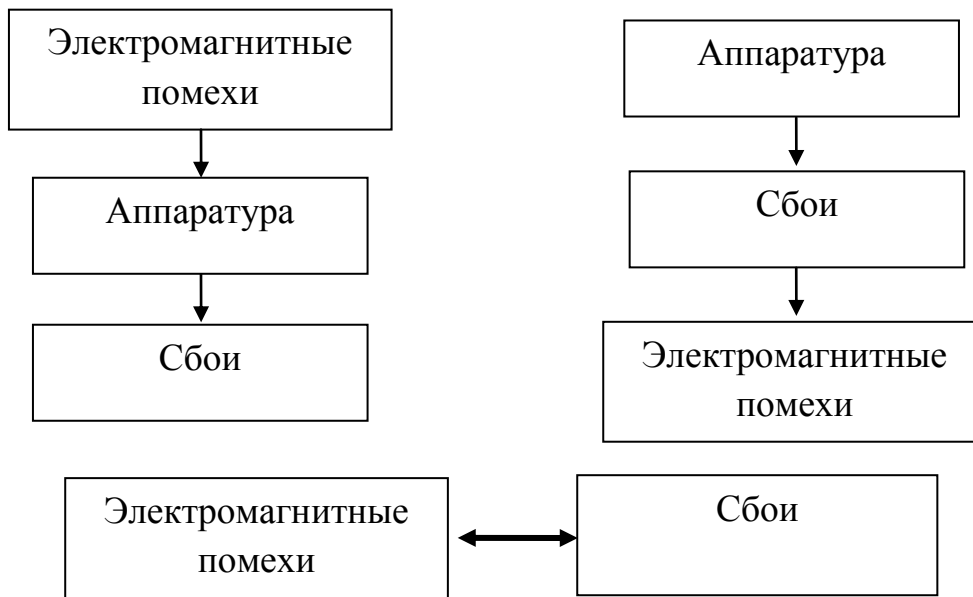 Электромагнитные
помехи
Аппаратура
Сбои
Аппаратура
Сбои
Электромагнитные
помехи
Электромагнитные
помехи
Сбои